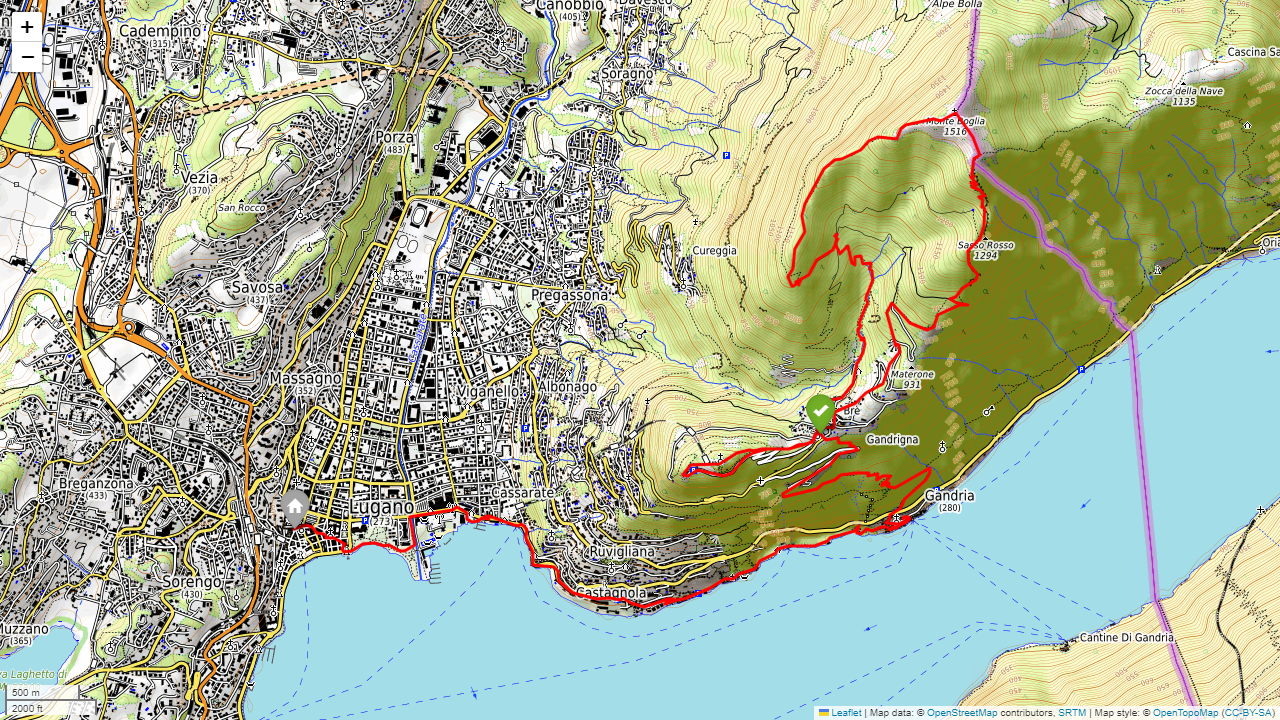 +
−
Canobbio
(405)
Davesco
Alpe Bolla
Cadempino
(315)
Soragno
Cascina Sa
Zocca della Nave
1135
Porza
(483)
Monte Boglia
1516
Vezia
(370)
San Rocco
Cureggia
Sasso Rosso
1294
Oria
Savosa
(437)
Pregassona
Massagno
(358)
Viganello
Albonago
Materone
931
Brè
Gandrigna
Breganzona
(433)
Cassarate
Gandria
(280)
Lugano
(273)
Ruvigliana
Sorengo
(430)
Castagnola
Muzzano
(365)
Cantine Di Gandria
va Laghetto di
500 m
2000 ft
Leaflet | Map data: © OpenStreetMap contributors, SRTM | Map style: © OpenTopoMap (CC-BY-SA)